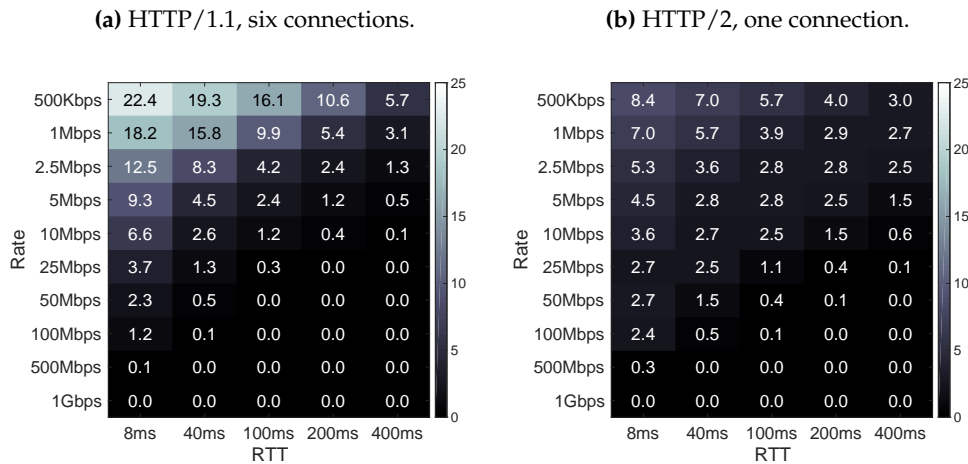 (a) HTTP/1.1, six connections.
500Kbps 22.4 19.3 16.1 10.6 5.7
1Mbps 18.2 15.8 9.9 5.4 3.1
2.5Mbps 12.5 8.3 4.2 2.4 1.3
5Mbps 9.3 4.5 2.4 1.2 0.5
10Mbps 6.6 2.6 1.2 0.4 0.1
25Mbps 3.7 1.3 0.3 0.0 0.0
50Mbps 2.3 0.5 0.0 0.0 0.0
100Mbps 1.2 0.1 0.0 0.0 0.0
500Mbps 0.1 0.0 0.0 0.0 0.0
1Gbps 0.0 0.0 0.0 0.0 0.0
8ms 40ms 100ms 200ms 400ms
RTT
Rate
25
20
15
10
5
0
(b) HTTP/2, one connection.
500Kbps 8.4 7.0 5.7 4.0 3.0
1Mbps 7.0 5.7 3.9 2.9 2.7
2.5Mbps 5.3 3.6 2.8 2.8 2.5
5Mbps 4.5 2.8 2.8 2.5 1.5
10Mbps 3.6 2.7 2.5 1.5 0.6
25Mbps 2.7 2.5 1.1 0.4 0.1
50Mbps 2.7 1.5 0.4 0.1 0.0
100Mbps 2.4 0.5 0.1 0.0 0.0
500Mbps 0.3 0.0 0.0 0.0 0.0
1Gbps 0.0 0.0 0.0 0.0 0.0
8ms 40ms 100ms 200ms 400ms
RTT
Rate
25
20
15
10
5
0